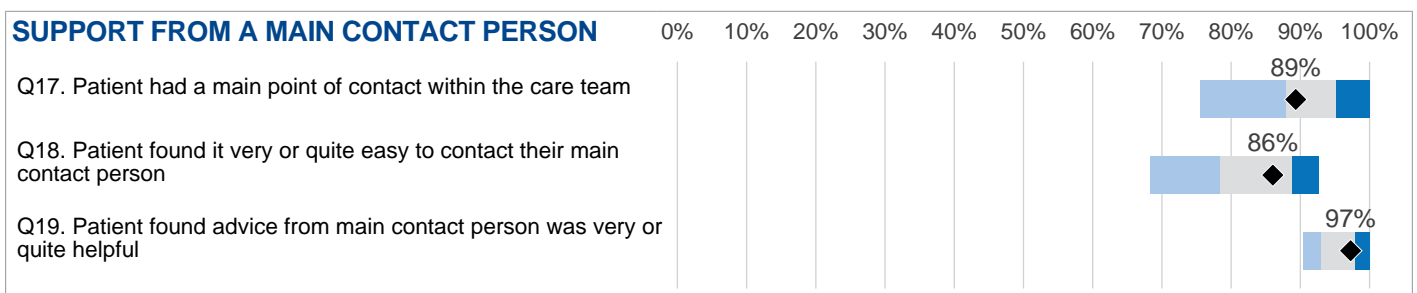 SUPPORT FROM A MAIN CONTACT PERSON 0% 10% 20% 30% 40% 50% 60% 70% 80% 90% 100%
89%
Q17. Patient had a main point of contact within the care team
86%
Q18. Patient found it very or quite easy to contact their main
contact person
97%
Q19. Patient found advice from main contact person was very or
quite helpful